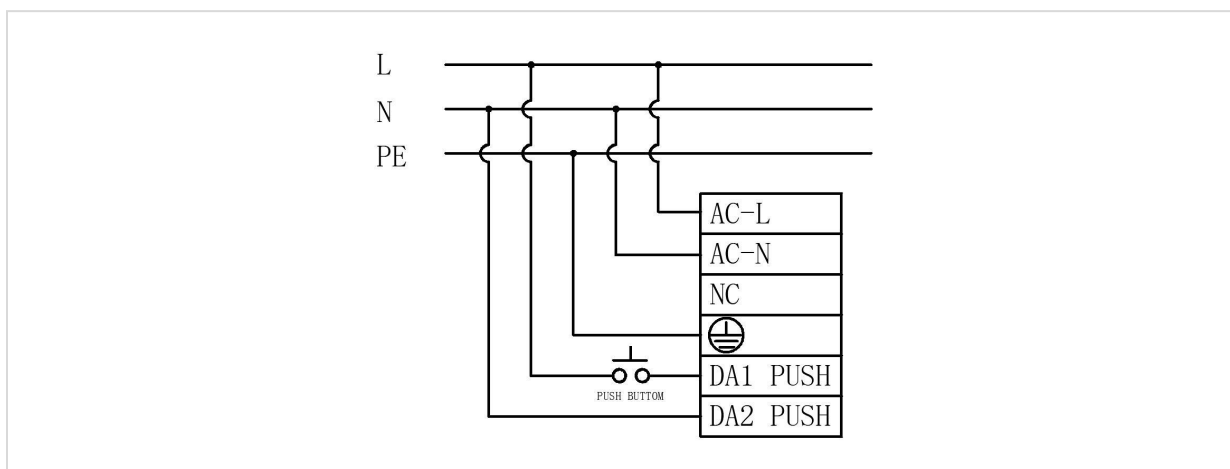 L
N
PE
AC-L
AC-N
NC
DA1 PUSH
PUSH BUTTOM
DA2 PUSH